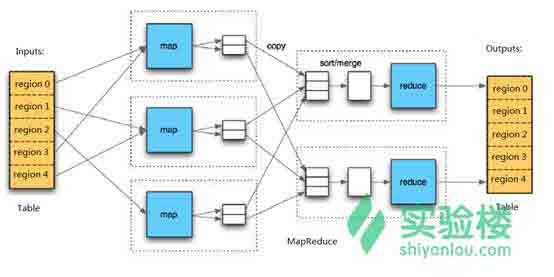 Inputs:
region 0
region 1
region 2
region 3
region 4
Table
map
map
map
copy
sort/merge
reduce
reduce
MapReduce
Outputs:
region 0
region 1
region 2
region 3
region 4
Table
实验楼
shiyanlou.com